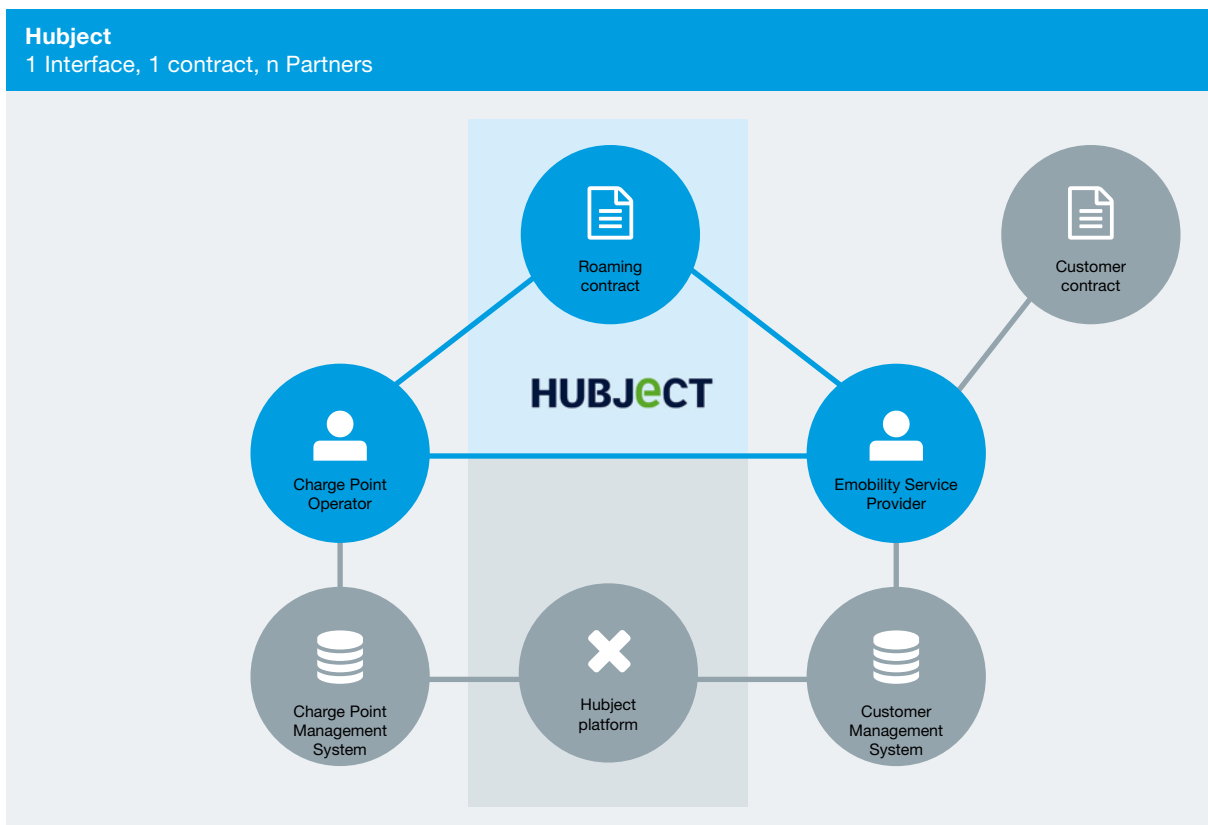 Hubject
1 Interface, 1 contract, n Partners
Roaming
contract
Customer
contract
HUBJeCT
Charge Point
Operator
Emobility Service
Provider
Charge Point
Management
System
Hubject
platform
Customer
Management
System